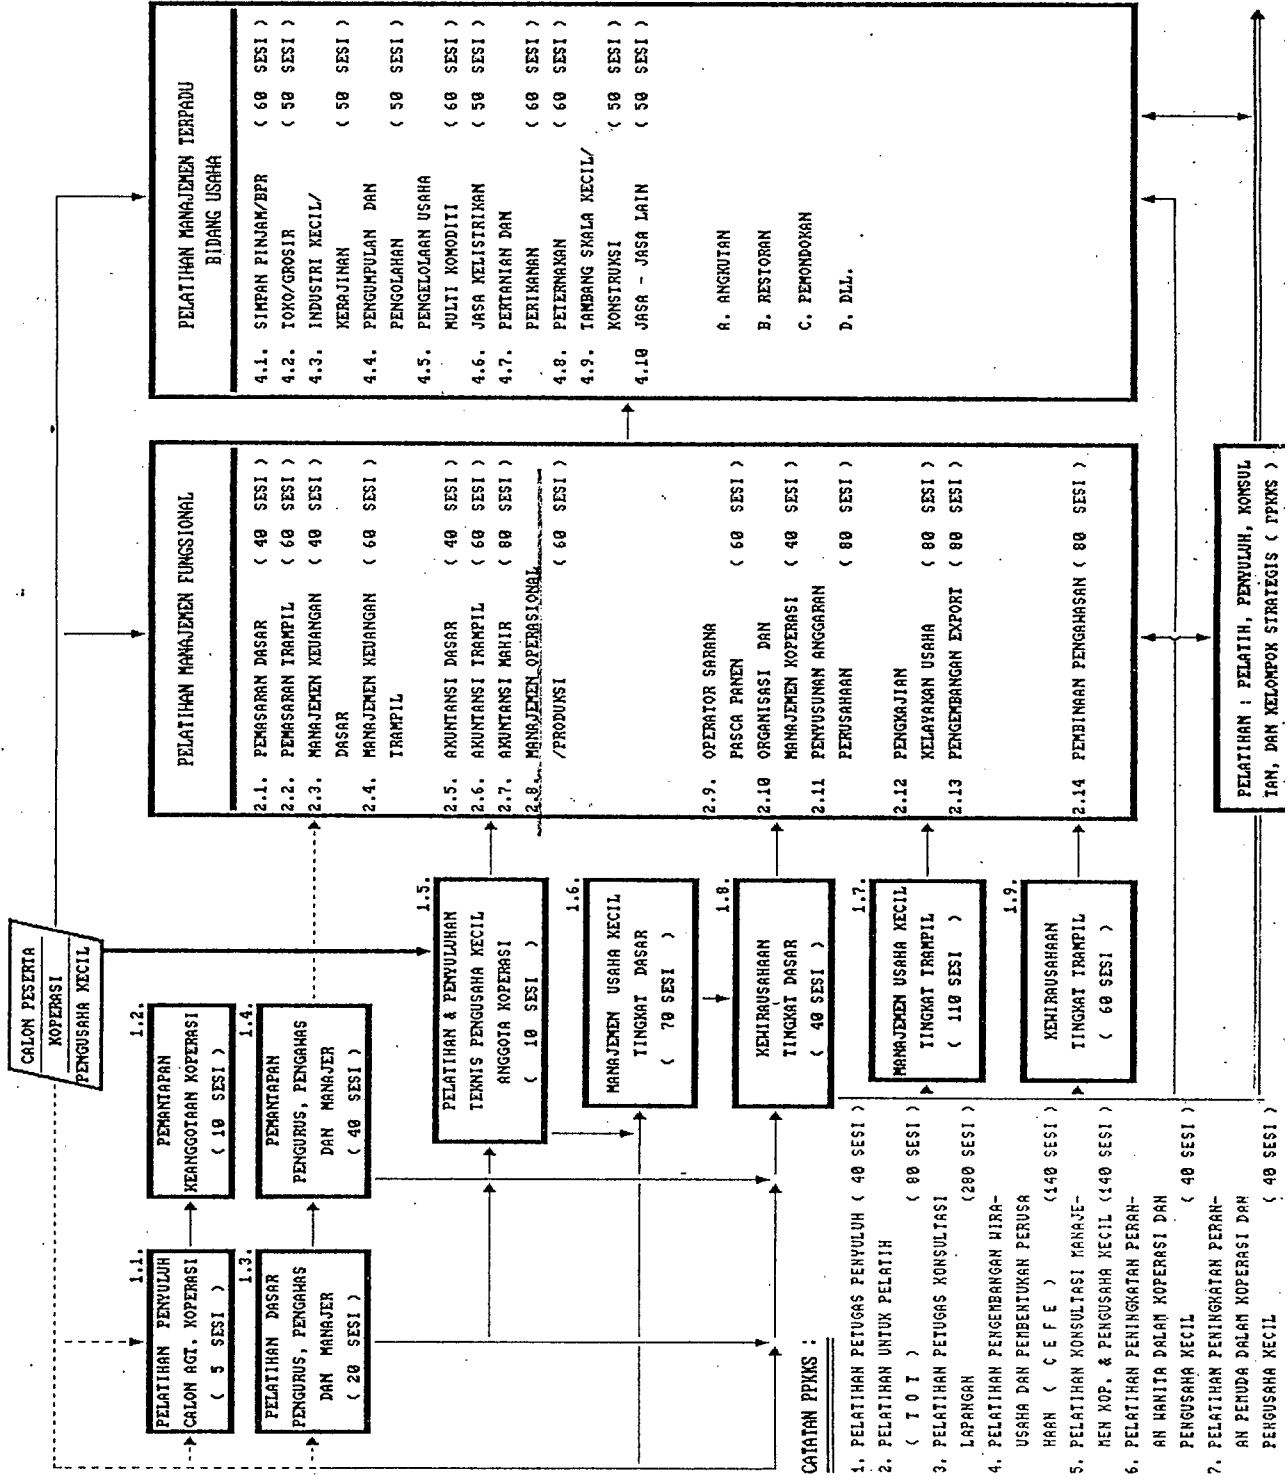 CALON PESERTA
KOPERASI
PENGUSAHA KECIL
1.1.
PELATIHAN PENYULUH
CALON AGT. KOPERASI
( 5 SESI )
1.2.
PEMANTAPAN
KEANGGOTAAN KOPERASI
( 10 SESI )
1.3.
PELATIHAN DASAR
PENGURUS, PENGAWAS
DAN MANAJER
( 20 SESI )
1.4.
PEMANTAPAN
PENGURUS, PENGAWAS
DAN MANAJER
( 40 SESI )
1.5.
PELATIHAN & PENYULUHAN
TEKNIS PENGUSAHA KECIL
ANGGOTA KOPERASI
( 10 SESI )
1.6.
MANAJEMEN USAHA KECIL
TINGKAT DASAR
( 70 SESI )
1.8.
KEWIRAUSAHAAN
TINGKAT DASAR
( 40 SESI )
1.7.
MANAJEMEN USAHA KECIL
TINGKAT TRAMPIL
( 110 SESI )
1.9.
KEWIRAUSAHAAN
TINGKAT TRAMPIL
( 60 SESI )
PELATIHAN MANAJEMEN FUNGSIONAL
2.1. PEMASARAN DASAR ( 40 SESI )
2.2. PEMASARAN TRAMPIL ( 60 SESI )
2.3. MANAJEMEN KEUANGAN ( 40 SESI )
DASAR
2.4. MANAJEMEN KEUANGAN ( 60 SESI )
TRAMPIL
2.5. AKUNTANSI DASAR ( 40 SESI )
2.6. AKUNTANSI TRAMPIL ( 60 SESI )
2.7. AKUNTANSI MAHIR ( 80 SESI )
2.8. MANAJEMEN OPERASIONAL
/PRODUKSI ( 60 SESI )
2.9. OPERATOR SARANA
PASCA PANEN ( 60 SESI )
2.10 ORGANISASI DAN
MANAJEMEN KOPERASI ( 40 SESI )
2.11 PENYUSUNAN ANGGARAN
PERUSAHAAN ( 80 SESI )
2.12 PENGKAJIAN
KELAYAKAN USAHA ( 80 SESI )
2.13 PENGEMBANGAN EXPORT ( 80 SESI )
2.14 PEMBINAAN PENGAWASAN ( 80 SESI )
PELATIHAN MANAJEMEN TERPADU
BIDANG USAHA
4.1. SIMPAN PINJAM/BPR ( 60 SESI )
4.2. TOKO/GROSIR ( 50 SESI )
4.3. INDUSTRI KECIL/
KERAJINAN ( 50 SESI )
4.4. PENGUMPULAN DAN
PENGOLAHAN ( 50 SESI )
4.5. PENGELOLAAN USAHA
MULTI KOMODITI ( 60 SESI )
4.6. JASA KELISTRIKAN ( 50 SESI )
4.7. PERTANIAN DAN
PERIKANAN ( 60 SESI )
4.8. PETERNAKAN ( 60 SESI )
4.9. TAMBANG SKALA KECIL/
KONSTRUKSI ( 50 SESI )
4.10 JASA - JASA LAIN ( 50 SESI )
A. ANGKUTAN
B. RESTORAN
C. PEMONDOKAN
D. DLL.
PELATIHAN : PELATIH, PENYULUH, KONSUL
TAN, DAN KELOMPOK STRATEGIS ( PPKKS )
CATATAN PPKKS :
1. PELATIHAN PETUGAS PENYULUH ( 40 SESI )
2. PELATIHAN UNTUK PELATIH
( T O T ) ( 80 SESI )
3. PELATIHAN PETUGAS KONSULTASI
LAPANGAN (280 SESI )
4. PELATIHAN PENGEMBANGAN WIRA-
USAHA DAN PEMBENTUKAN PERUSA
HAAN ( C E F E ) (140 SESI )
5. PELATIHAN KONSULTASI MANAJE-
MEN KOP. & PENGUSAHA KECIL (140 SESI )
6. PELATIHAN PENINGKATAN PERAN-
AN WANITA DALAM KOPERASI DAN
PENGUSAHA KECIL ( 40 SESI )
7. PELATIHAN PENINGKATAN PERAN-
AN PEMUDA DALAM KOPERASI DAN
PENGUSAHA KECIL ( 40 SESI )